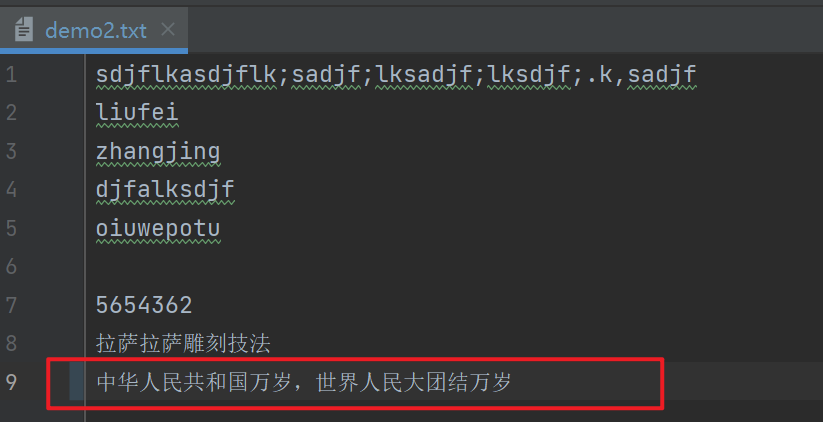 demo2.txt
1 sdjflkasdjflk;sadjf;lksadjf;lksdjf;.k,sadjf
2 liufei
3 zhangjing
4 djfalksdjf
5 oiuwepotu
6
7 5654362
8 拉萨拉萨雕刻技法
9 中华人民共和国万岁，世界人民大团结万岁